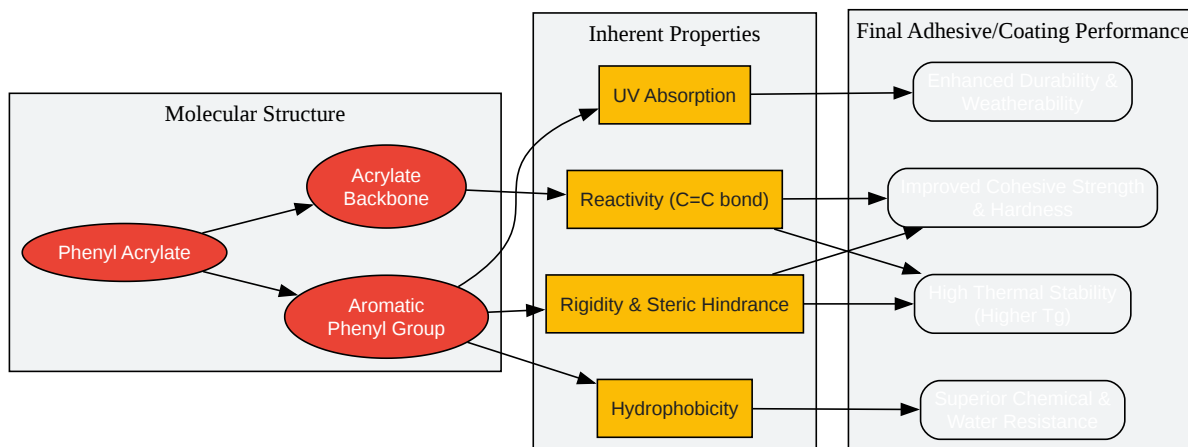 Molecular Structure
Phenyl Acrylate
Acrylate
Backbone
Aromatic
Phenyl Group
Inherent Properties
UV Absorption
Reactivity (C=C bond)
Rigidity & Steric Hindrance
Hydrophobicity
Final Adhesive/Coating Performance
Enhanced Durability &
Weatherability
Improved Cohesive Strength
& Hardness
High Thermal Stability
(Higher Tg)
Superior Chemical &
Water Resistance